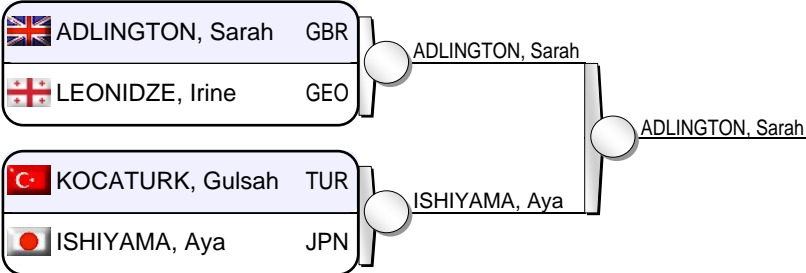 ADLINGTON, Sarah GBR
ADLINGTON, Sarah
LEONIDZE, Irine GEO
ADLINGTON, Sarah
KOCATURK, Gulsah TUR
ISHIYAMA, Aya
ISHIYAMA, Aya JPN